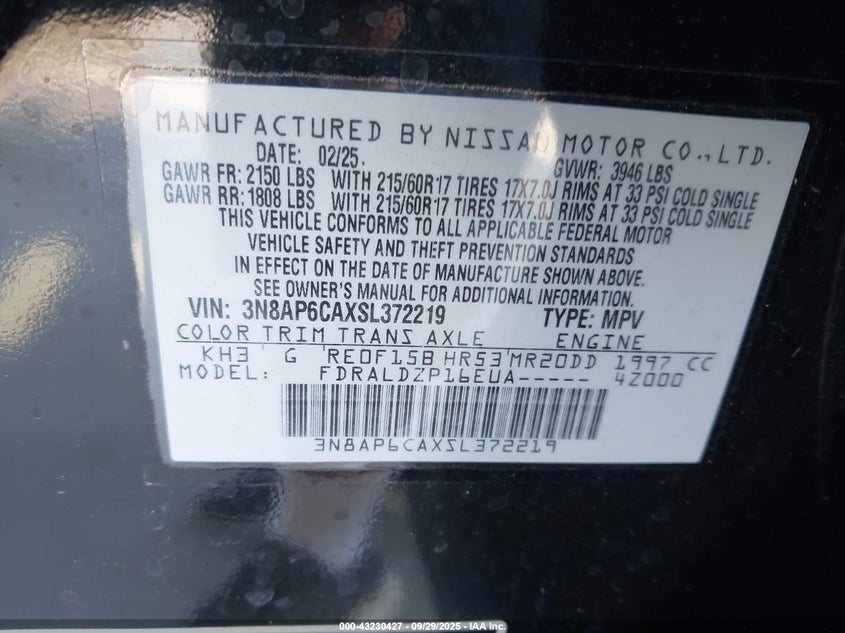 MANUFACTURED BY NISSAN MOTOR CO., LTD.
DATE: 02/25. GVWR: 3946 LBS
GAWR FR: 2150 LBS WITH 215/60R17 TIRES 17X7.0J RIMS AT 33 PSI COLD SINGLE
GAWR RR: 1808 LBS WITH 215/60R17 TIRES 17X7.0J RIMS AT 33 PSI COLD SINGLE
THIS VEHICLE CONFORMS TO ALL APPLICABLE FEDERAL MOTOR
VEHICLE SAFETY AND THEFT PREVENTION STANDARDS
IN EFFECT ON THE DATE OF MANUFACTURE SHOWN ABOVE.
SEE OWNER'S MANUAL FOR ADDITIONAL INFORMATION.
VIN: 3N8AP6CAXSL372219 TYPE: MPV
COLOR TRIM TRANS AXLE ENGINE
KH3 G RE0F15B HR53 MR20DD 1997 CC
MODEL: FDRALDZP16EUA----- 4Z000
3N8AP6CAXSL372219
000-43230427 - 09/29/2025 - IAA Inc.